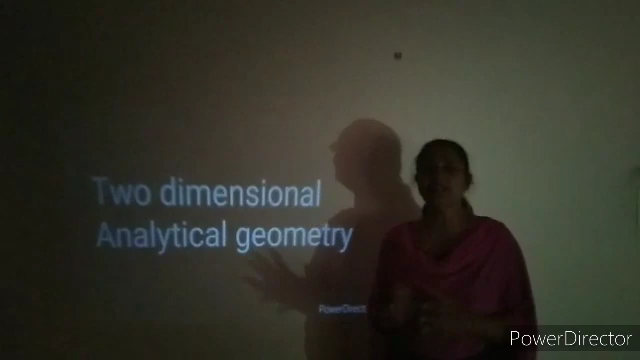 Two dimensional
Analytical geometry
PowerDirect
PowerDirector